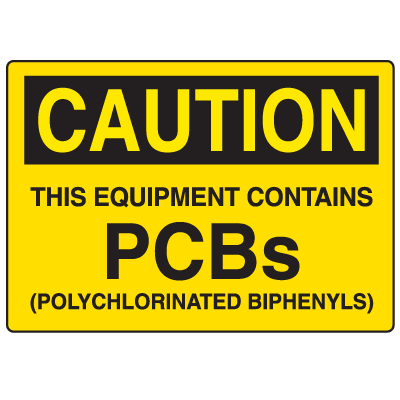 CAUTION
THIS EQUIPMENT CONTAINS
PCBs
(POLYCHLORINATED BIPHENYLS)